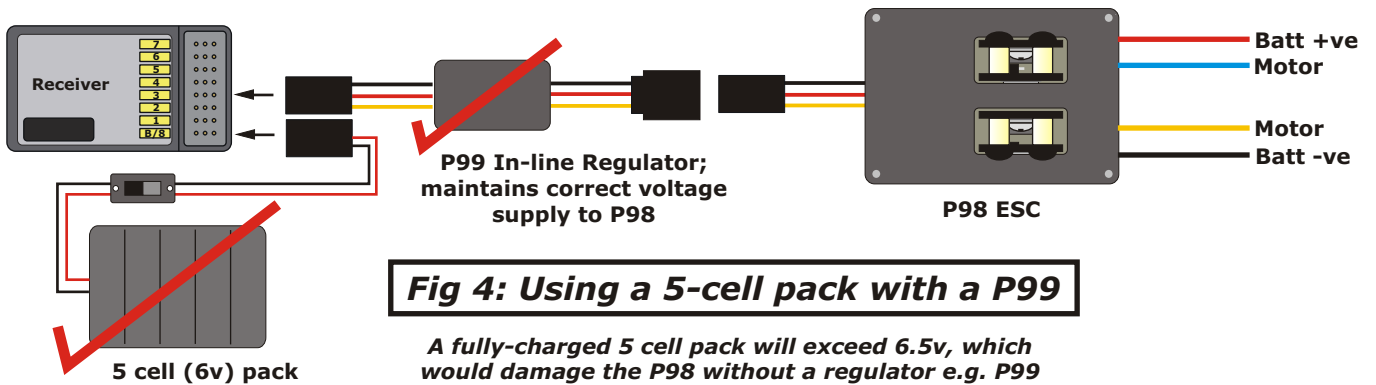 Receiver
7
6
5
4
3
2
1
B/8
P99 In-line Regulator;
maintains correct voltage
supply to P98
Batt +ve
Motor
Motor
Batt -ve
P98 ESC
5 cell (6v) pack
Fig 4: Using a 5-cell pack with a P99
A fully-charged 5 cell pack will exceed 6.5v, which
would damage the P98 without a regulator e.g. P99